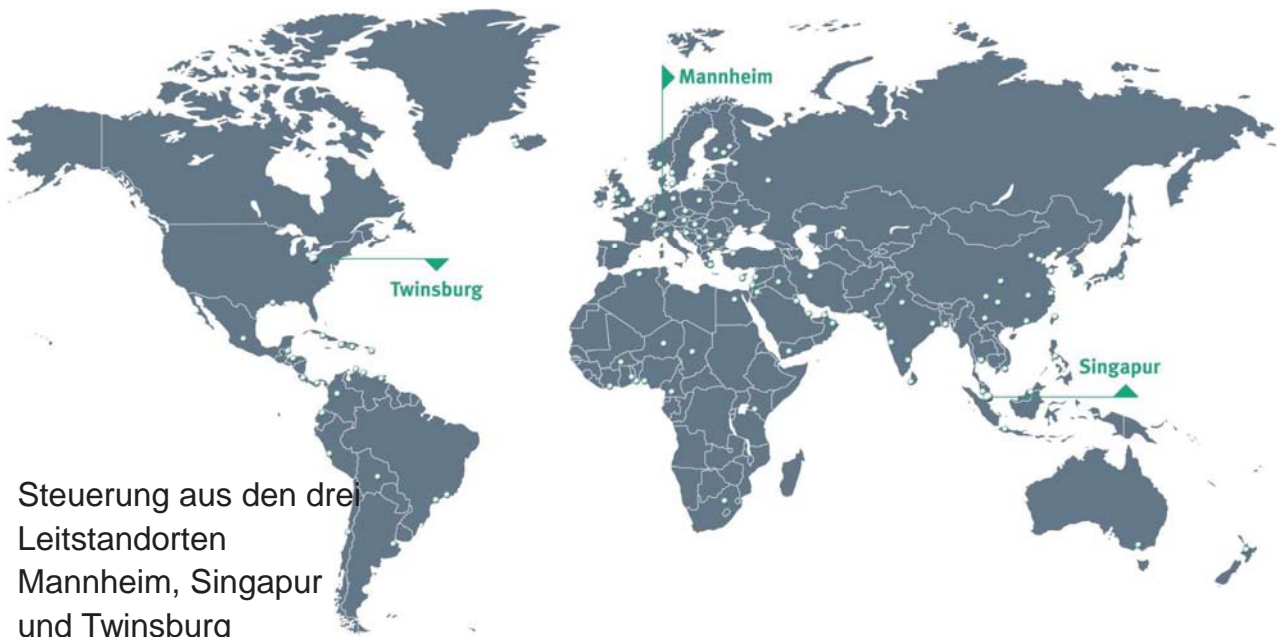 Mannheim
Twinsburg
Singapur
Steuerung aus den drei
Leitstandorten
Mannheim, Singapur
und Twinsburg